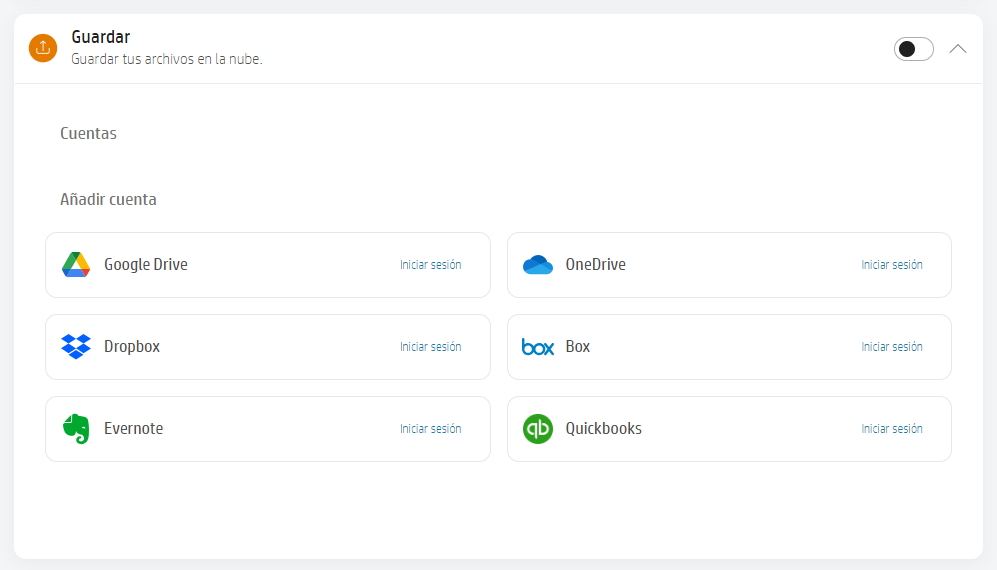 Guardar
Guardar tus archivos en la nube.
Cuentas
Añadir cuenta
Google Drive Iniciar sesión
OneDrive Iniciar sesión
Dropbox Iniciar sesión
box Box Iniciar sesión
Evernote Iniciar sesión
qb Quickbooks Iniciar sesión